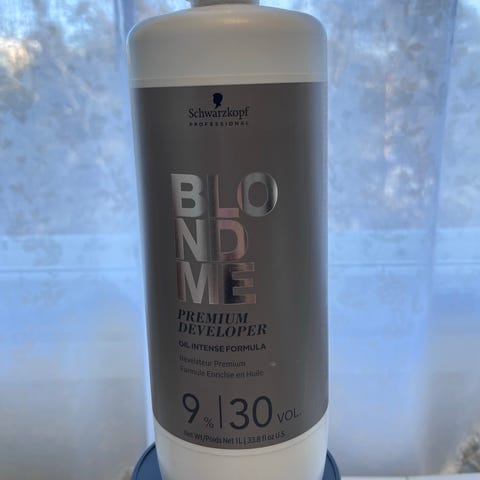 Schwarzkopf
PROFESSIONAL
BLO
ND
ME
PREMIUM
DEVELOPER
OIL INTENSE FORMULA
Révélateur Premium
Formule Enrichie en Huile
9 % | 30 VOL.
Net Wt/Poids Net 1L | 33.8 fl oz U.S.